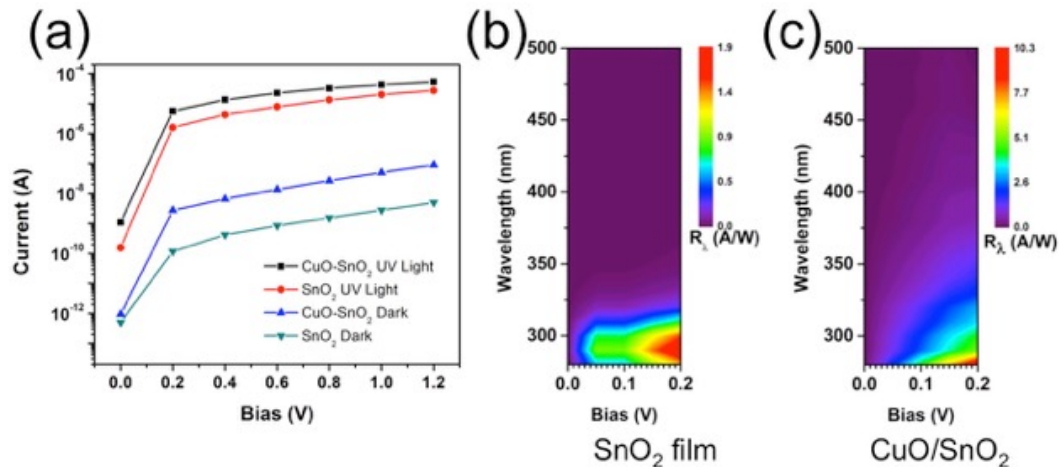 (a)
10⁻⁴
10⁻⁶
10⁻⁸
10⁻¹⁰
10⁻¹²
Current (A)
0.0 0.2 0.4 0.6 0.8 1.0 1.2
Bias (V)
CuO-SnO₂ UV Light
SnO₂ UV Light
CuO-SnO₂ Dark
SnO₂ Dark
(b)
500
450
400
350
300
Wavelength (nm)
0.0 0.1 0.2
Bias (V)
1.9
1.4
0.9
0.5
0.0
Rλ (A/W)
SnO₂ film
(c)
500
450
400
350
300
Wavelength (nm)
0.0 0.1 0.2
Bias (V)
10.3
7.7
5.1
2.6
0.0
Rλ (A/W)
CuO/SnO₂